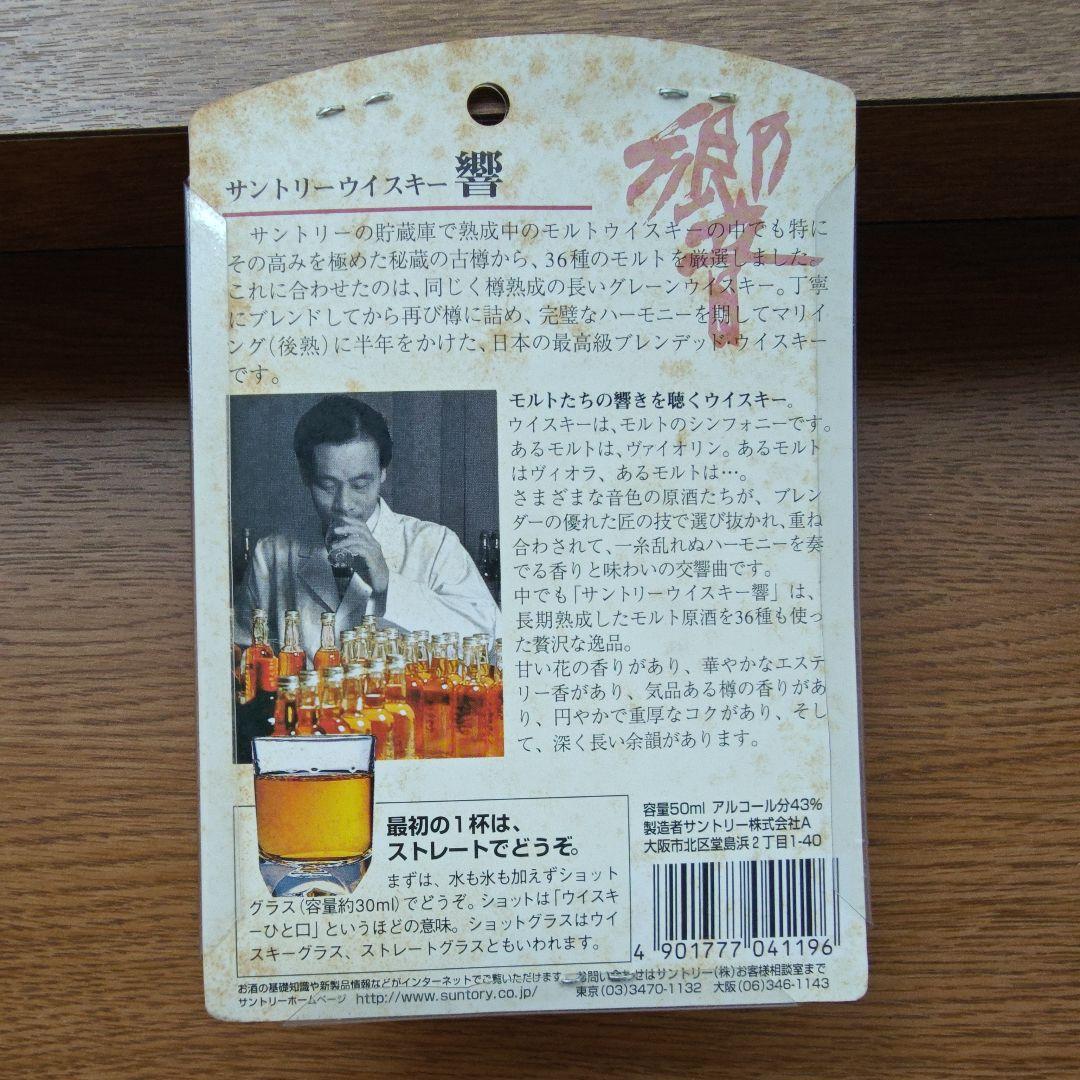 響
サントリーウイスキー 響
サントリーの貯蔵庫で熟成中のモルトウイスキーの中でも特に
その高みを極めた秘蔵の古樽から、36種のモルトを厳選しました。
これに合わせたのは、同じく樽熟成の長いグレーンウイスキー。丁寧
にブレンドしてから再び樽に詰め、完璧なハーモニーを期してマリイ
ング(後熟)に半年をかけた、日本の最高級ブレンデッド・ウイスキー
です。
モルトたちの響きを聴くウイスキー。
ウイスキーは、モルトのシンフォニーです。
あるモルトは、ヴァイオリン。あるモルト
はヴィオラ、あるモルトは…。
さまざまな音色の原酒たちが、ブレン
ダーの優れた匠の技で選び抜かれ、重ね
合わされて、一糸乱れぬハーモニーを奏
でる香りと味わいの交響曲です。
中でも「サントリーウイスキー響」は、
長期熟成したモルト原酒を36種も使っ
た贅沢な逸品。
甘い花の香りがあり、華やかなエステ
リー香があり、気品ある樽の香りがあ
り、円やかで重厚なコクがあり、そし
て、深く長い余韻があります。
最初の1杯は、
ストレートでどうぞ。
まずは、水も氷も加えずショット
グラス(容量約30ml)でどうぞ。ショットは「ウイスキ
ーひと口」というほどの意味。ショットグラスはウイ
スキーグラス、ストレートグラスともいわれます。
容量50ml アルコール分43%
製造者サントリー株式会社A
大阪市北区堂島浜2丁目1-40
4 901777 041196
お酒の基礎知識や新製品情報などがインターネットでご覧いただけます。 お問い合わせはサントリー(株)お客様相談室まで
サントリーホームページ http://www.suntory.co.jp/ 東京(03)3470-1132 大阪(06)346-1143